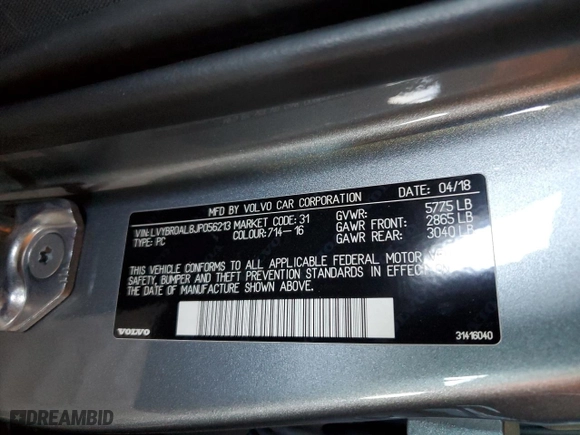 MFD BY VOLVO CAR CORPORATION DATE: 04/18
VIN: LVYBR0AL8JP056213 MARKET CODE: 31 GVWR: 5775 LB
TYPE: PC COLOUR: 714-16 GAWR FRONT: 2865 LB
GAWR REAR: 3040 LB
THIS VEHICLE CONFORMS TO ALL APPLICABLE FEDERAL MOTOR
SAFETY, BUMPER AND THEFT PREVENTION STANDARDS IN EFFECT
THE DATE OF MANUFACTURE SHOWN ABOVE.
VOLVO 31416040
DREAMBID